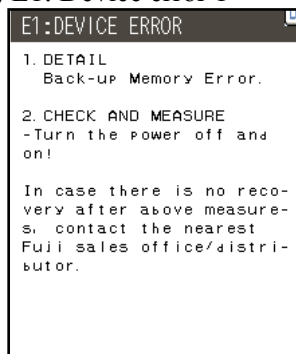 E1:DEVICE ERROR
1. DETAIL
Back-up Memory Error.
2. CHECK AND MEASURE
-Turn the power off and
on!
In case there is no reco-
very after above measure-
s, contact the nearest
Fuji sales office/distri-
butor.